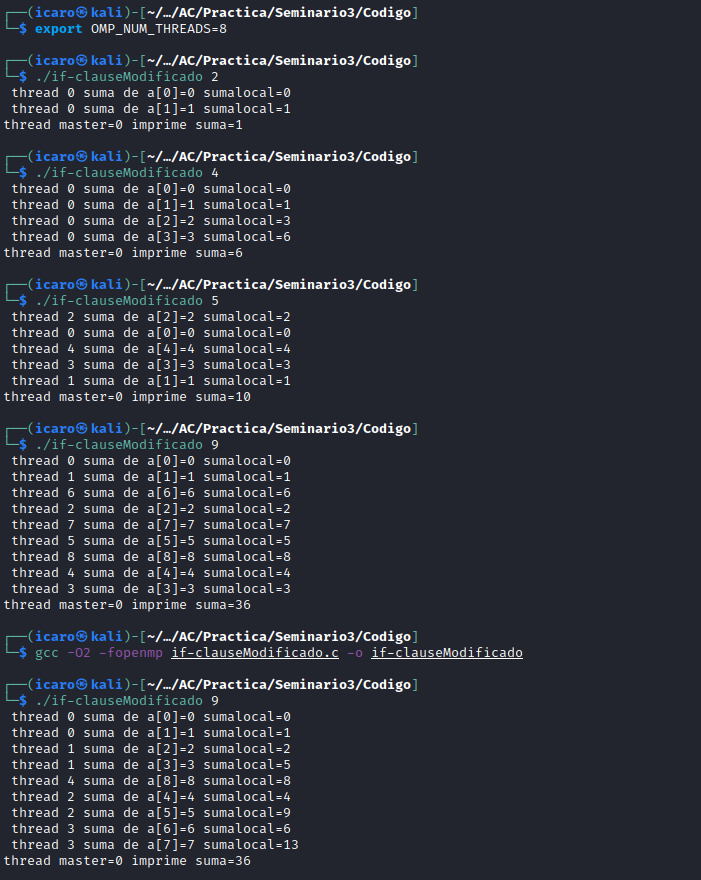 ┌──(icaro㉿kali)-[~/…/AC/Practica/Seminario3/Codigo]
└─$ export OMP_NUM_THREADS=8
┌──(icaro㉿kali)-[~/…/AC/Practica/Seminario3/Codigo]
└─$ ./if-clauseModificado 2
thread 0 suma de a[0]=0 sumalocal=0
thread 0 suma de a[1]=1 sumalocal=1
thread master=0 imprime suma=1
┌──(icaro㉿kali)-[~/…/AC/Practica/Seminario3/Codigo]
└─$ ./if-clauseModificado 4
thread 0 suma de a[0]=0 sumalocal=0
thread 0 suma de a[1]=1 sumalocal=1
thread 0 suma de a[2]=2 sumalocal=3
thread 0 suma de a[3]=3 sumalocal=6
thread master=0 imprime suma=6
┌──(icaro㉿kali)-[~/…/AC/Practica/Seminario3/Codigo]
└─$ ./if-clauseModificado 5
thread 2 suma de a[2]=2 sumalocal=2
thread 0 suma de a[0]=0 sumalocal=0
thread 4 suma de a[4]=4 sumalocal=4
thread 3 suma de a[3]=3 sumalocal=3
thread 1 suma de a[1]=1 sumalocal=1
thread master=0 imprime suma=10
┌──(icaro㉿kali)-[~/…/AC/Practica/Seminario3/Codigo]
└─$ ./if-clauseModificado 9
thread 0 suma de a[0]=0 sumalocal=0
thread 1 suma de a[1]=1 sumalocal=1
thread 6 suma de a[6]=6 sumalocal=6
thread 2 suma de a[2]=2 sumalocal=2
thread 7 suma de a[7]=7 sumalocal=7
thread 5 suma de a[5]=5 sumalocal=5
thread 8 suma de a[8]=8 sumalocal=8
thread 4 suma de a[4]=4 sumalocal=4
thread 3 suma de a[3]=3 sumalocal=3
thread master=0 imprime suma=36
┌──(icaro㉿kali)-[~/…/AC/Practica/Seminario3/Codigo]
└─$ gcc -O2 -fopenmp if-clauseModificado.c -o if-clauseModificado
┌──(icaro㉿kali)-[~/…/AC/Practica/Seminario3/Codigo]
└─$ ./if-clauseModificado 9
thread 0 suma de a[0]=0 sumalocal=0
thread 0 suma de a[1]=1 sumalocal=1
thread 1 suma de a[2]=2 sumalocal=2
thread 1 suma de a[3]=3 sumalocal=5
thread 4 suma de a[8]=8 sumalocal=8
thread 2 suma de a[4]=4 sumalocal=4
thread 2 suma de a[5]=5 sumalocal=9
thread 3 suma de a[6]=6 sumalocal=6
thread 3 suma de a[7]=7 sumalocal=13
thread master=0 imprime suma=36